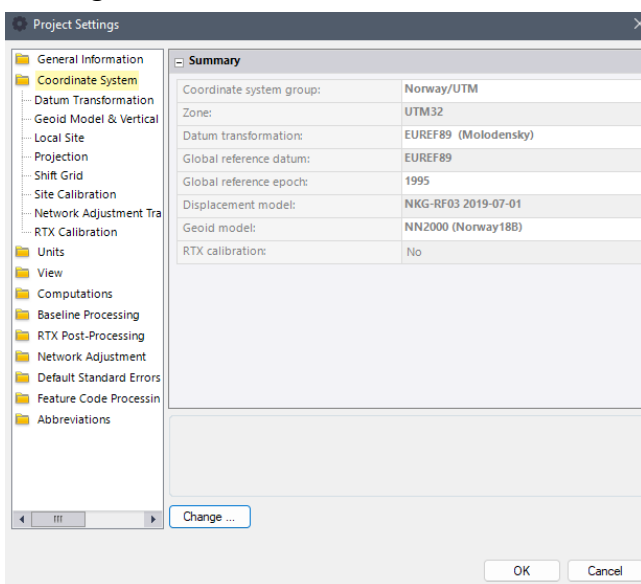 Project Settings
General Information
Coordinate System
Datum Transformation
Geoid Model & Vertical
Local Site
Projection
Shift Grid
Site Calibration
Network Adjustment Tra
RTX Calibration
Units
View
Computations
Baseline Processing
RTX Post-Processing
Network Adjustment
Default Standard Errors
Feature Code Processin
Abbreviations
Summary
Coordinate system group: Norway/UTM
Zone: UTM32
Datum transformation: EUREF89 (Molodensky)
Global reference datum: EUREF89
Global reference epoch: 1995
Displacement model: NKG-RF03 2019-07-01
Geoid model: NN2000 (Norway18B)
RTX calibration: No
Change ...
OK Cancel